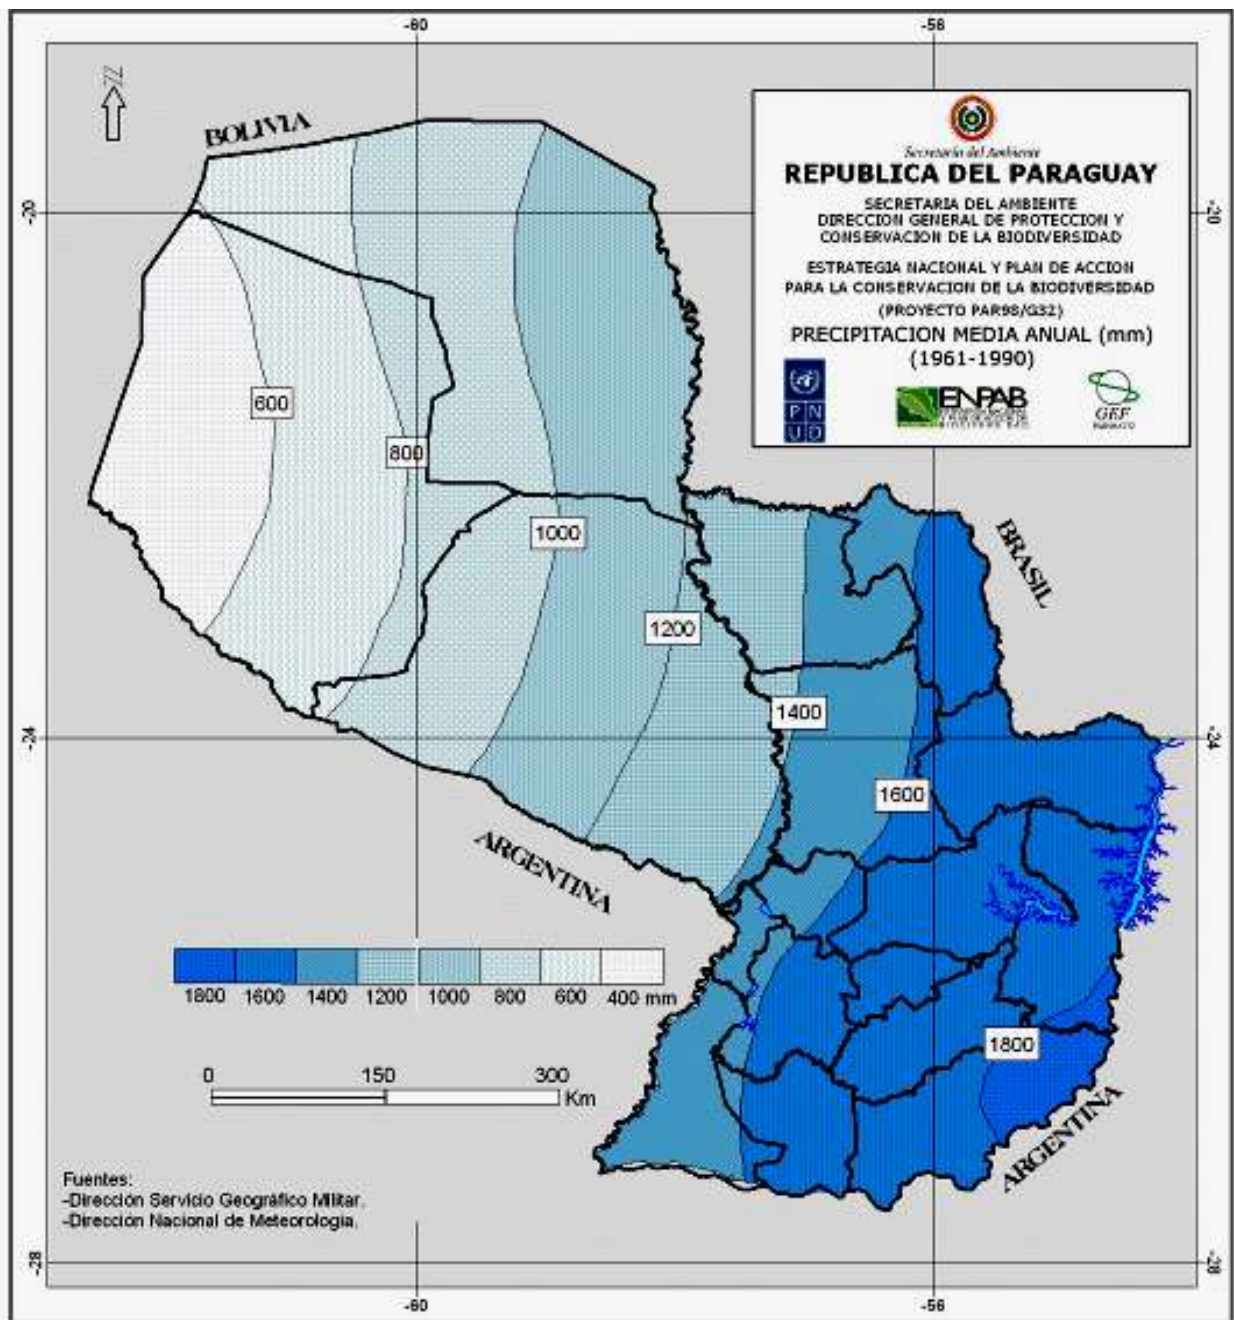 -60
-56
N
BOLIVIA
-20
Secretaría del Ambiente
REPUBLICA DEL PARAGUAY
SECRETARIA DEL AMBIENTE
DIRECCION GENERAL DE PROTECCION Y
CONSERVACION DE LA BIODIVERSIDAD
ESTRATEGIA NACIONAL Y PLAN DE ACCION
PARA LA CONSERVACION DE LA BIODIVERSIDAD
(PROYECTO PAR98/G32)
PRECIPITACION MEDIA ANUAL (mm)
(1961-1990)
P N
U D
ENPAB
GEF
-20
600
800
1000
BRASIL
1200
1400
-24
-24
1600
ARGENTINA
1800 1600 1400 1200 1000 800 600 400 mm
1800
0 150 300
Km
ARGENTINA
Fuentes:
-Dirección Servicio Geográfico Militar.
-Dirección Nacional de Meteorología.
-28
-28
-60
-56